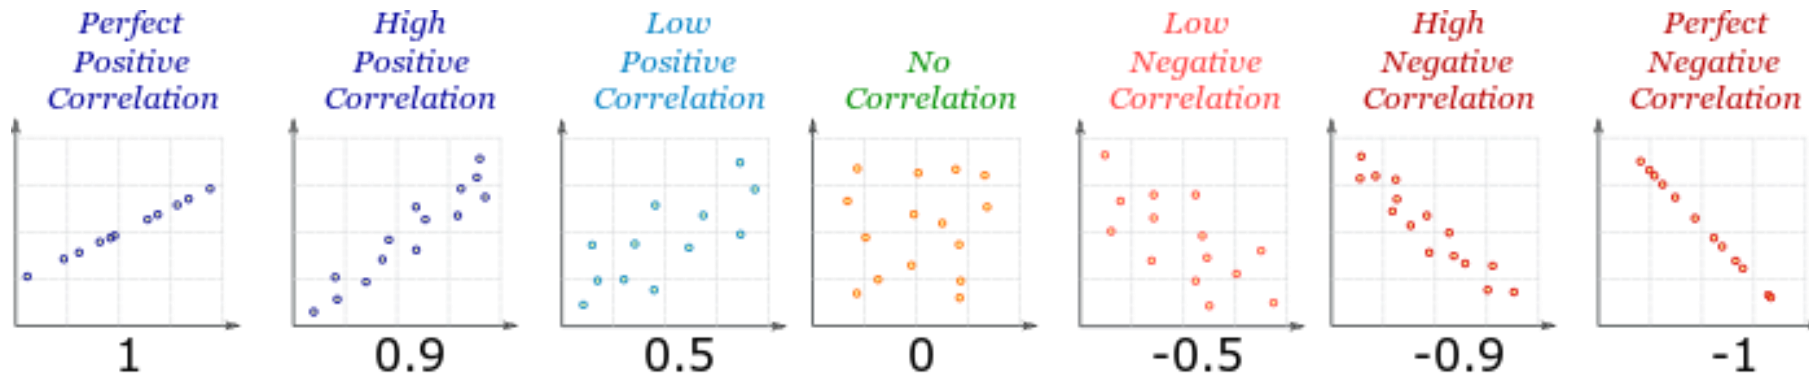 Perfect
Positive
Correlation
High
Positive
Correlation
Low
Positive
Correlation
No
Correlation
Low
Negative
Correlation
High
Negative
Correlation
Perfect
Negative
Correlation
1
0.9
0.5
0
-0.5
-0.9
-1